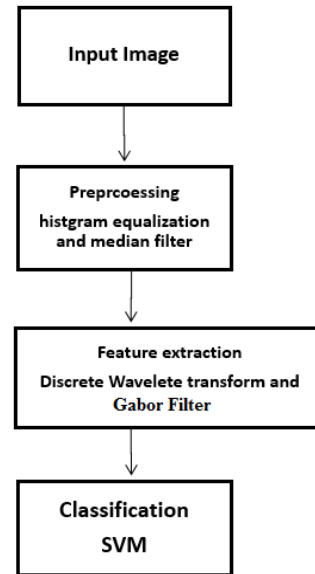 Input Image
Preprcoessing
histgram equalization
and median filter
Feature extraction
Discrete Wavelete transform and
Gabor Filter
Classification
SVM